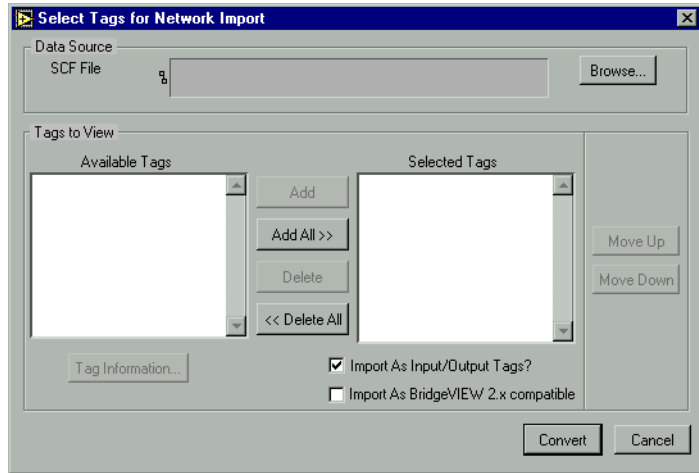 Select Tags for Network Import
Data Source
SCF File
Browse...
Tags to View
Available Tags
Selected Tags
Add
Add All >>
Delete
<< Delete All
Move Up
Move Down
Tag Information...
Import As Input/Output Tags?
Import As BridgeVIEW 2.x compatible
Convert
Cancel